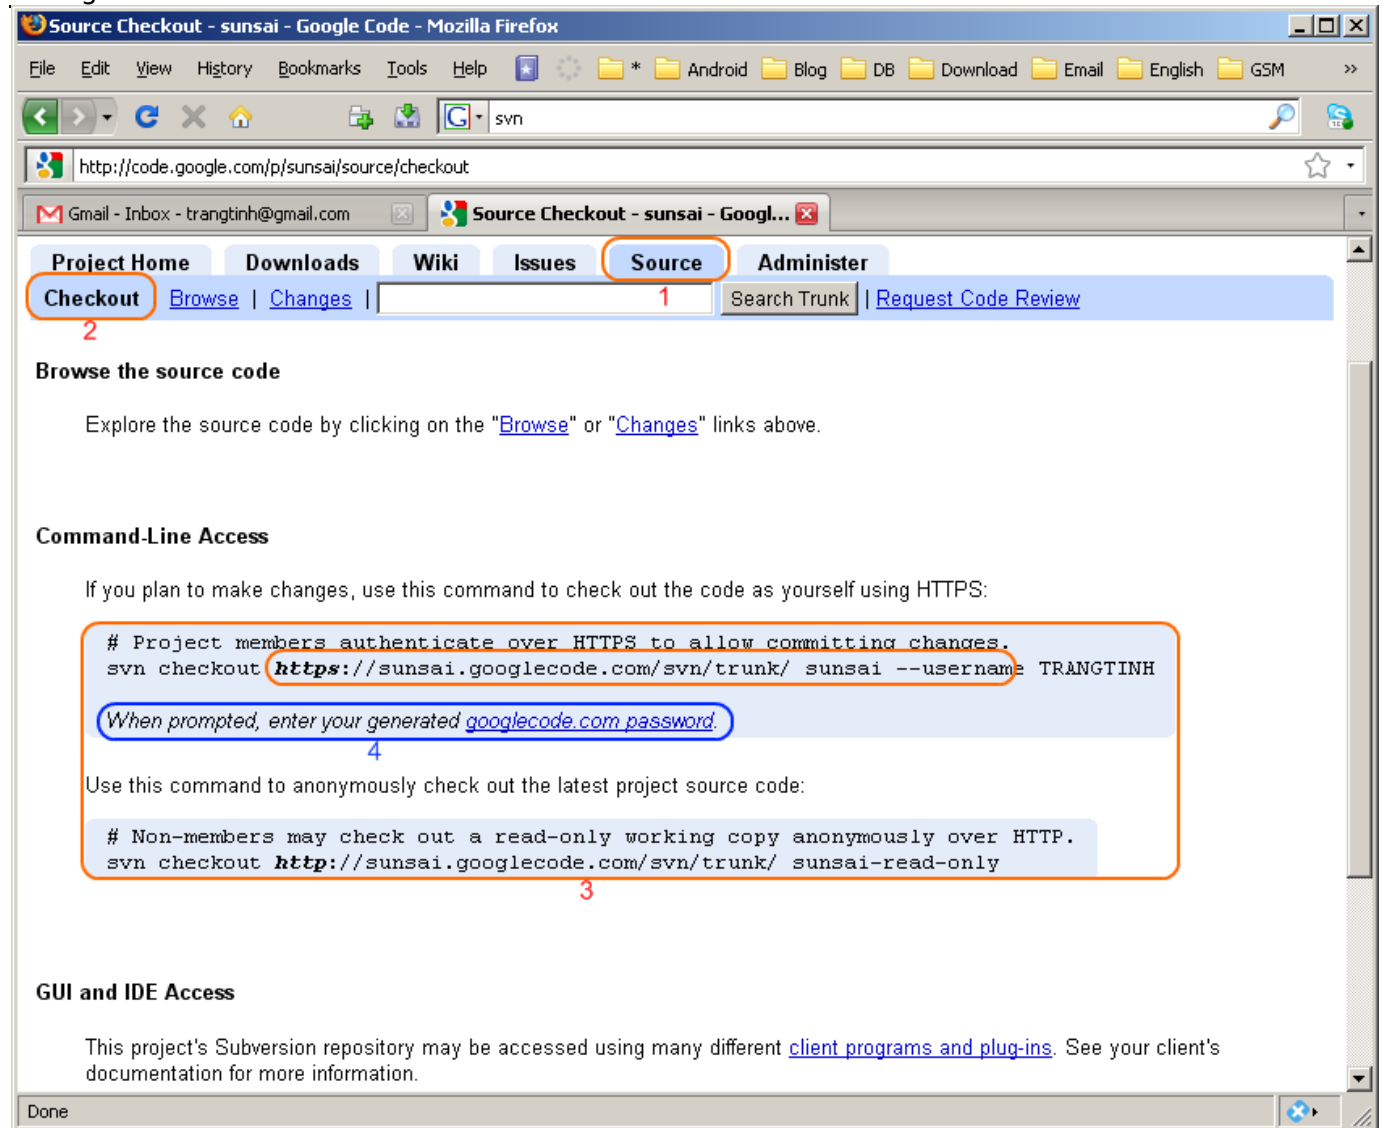 Source Checkout - sunsai - Google Code - Mozilla Firefox
File Edit View History Bookmarks Tools Help * Android Blog DB Download Email English GSM »
G svn
http://code.google.com/p/sunsai/source/checkout
Gmail - Inbox - trangtinh@gmail.com Source Checkout - sunsai - Googl...
Project Home Downloads Wiki Issues Source Administer
Checkout Browse | Changes | 1 Search Trunk | Request Code Review
2
Browse the source code
Explore the source code by clicking on the "Browse" or "Changes" links above.
Command-Line Access
If you plan to make changes, use this command to check out the code as yourself using HTTPS:
# Project members authenticate over HTTPS to allow committing changes.
svn checkout https://sunsai.googlecode.com/svn/trunk/ sunsai --username TRANGTINH
When prompted, enter your generated googlecode.com password.
4
Use this command to anonymously check out the latest project source code:
# Non-members may check out a read-only working copy anonymously over HTTP.
svn checkout http://sunsai.googlecode.com/svn/trunk/ sunsai-read-only
3
GUI and IDE Access
This project's Subversion repository may be accessed using many different client programs and plug-ins. See your client's
documentation for more information.
Done